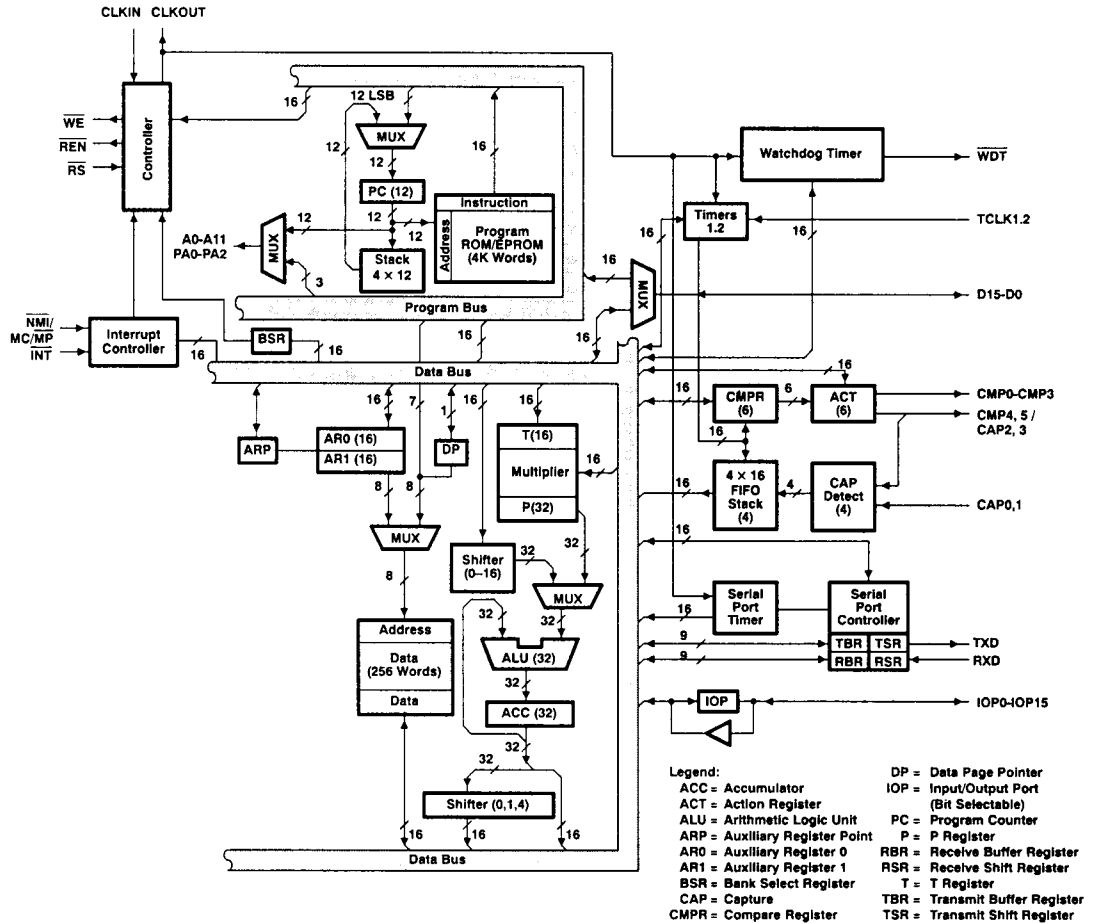 CLKIN CLKOUT
12 LSB
16
16
12
MUX
12
PC (12)
12
12
12
Stack
4 × 12
Instruction
Address
Program
ROM/EPROM
(4K Words)
WE
REN
RS
Controller
A0-A11
PA0-PA2
MUX
3
Program Bus
NMI/
MC/MP
INT
Interrupt
Controller
16
BSR
16
16
16
MUX
16
Data Bus
Watchdog Timer
WDT
Timers
1.2
TCLK1.2
16
16
D15-D0
16
CMPR
(6)
6
ACT
(6)
16
CMP0-CMP3
CMP4, 5 /
CAP2, 3
16
16
4 × 16
FIFO
Stack
(4)
4
CAP
Detect
(4)
CAP0,1
16
16
Serial
Port
Timer
Serial
Port
Controller
TBR
TSR
RBR
RSR
9
9
TXD
RXD
IOP
IOP0-IOP15
ARP
16
AR0 (16)
AR1 (16)
7
1
DP
16
16
T(16)
Multiplier
P(32)
16
8
8
MUX
8
Address
Data
(256 Words)
Data
16
Shifter
(0–16)
32
32
MUX
32
32
ALU (32)
32
ACC (32)
32
32
Shifter (0,1,4)
16
16
Data Bus
Legend:
ACC = Accumulator
ACT = Action Register
ALU = Arithmetic Logic Unit
ARP = Auxiliary Register Point
AR0 = Auxiliary Register 0
AR1 = Auxiliary Register 1
BSR = Bank Select Register
CAP = Capture
CMPR = Compare Register
DP = Data Page Pointer
IOP = Input/Output Port
(Bit Selectable)
PC = Program Counter
P = P Register
RBR = Receive Buffer Register
RSR = Receive Shift Register
T = T Register
TBR = Transmit Buffer Register
TSR = Transmit Shift Register